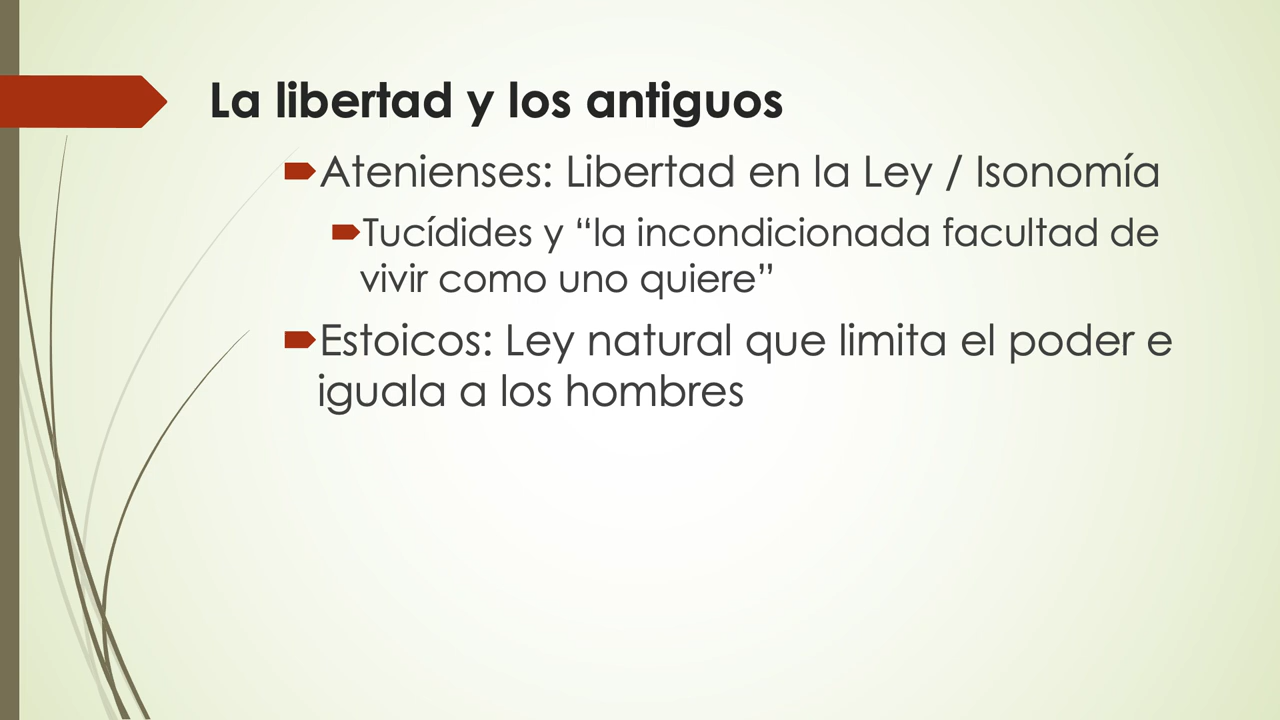 La libertad y los antiguos
Atenienses: Libertad en la Ley / Isonomía
Tucídides y “la incondicionada facultad de
vivir como uno quiere”
Estoicos: Ley natural que limita el poder e
iguala a los hombres